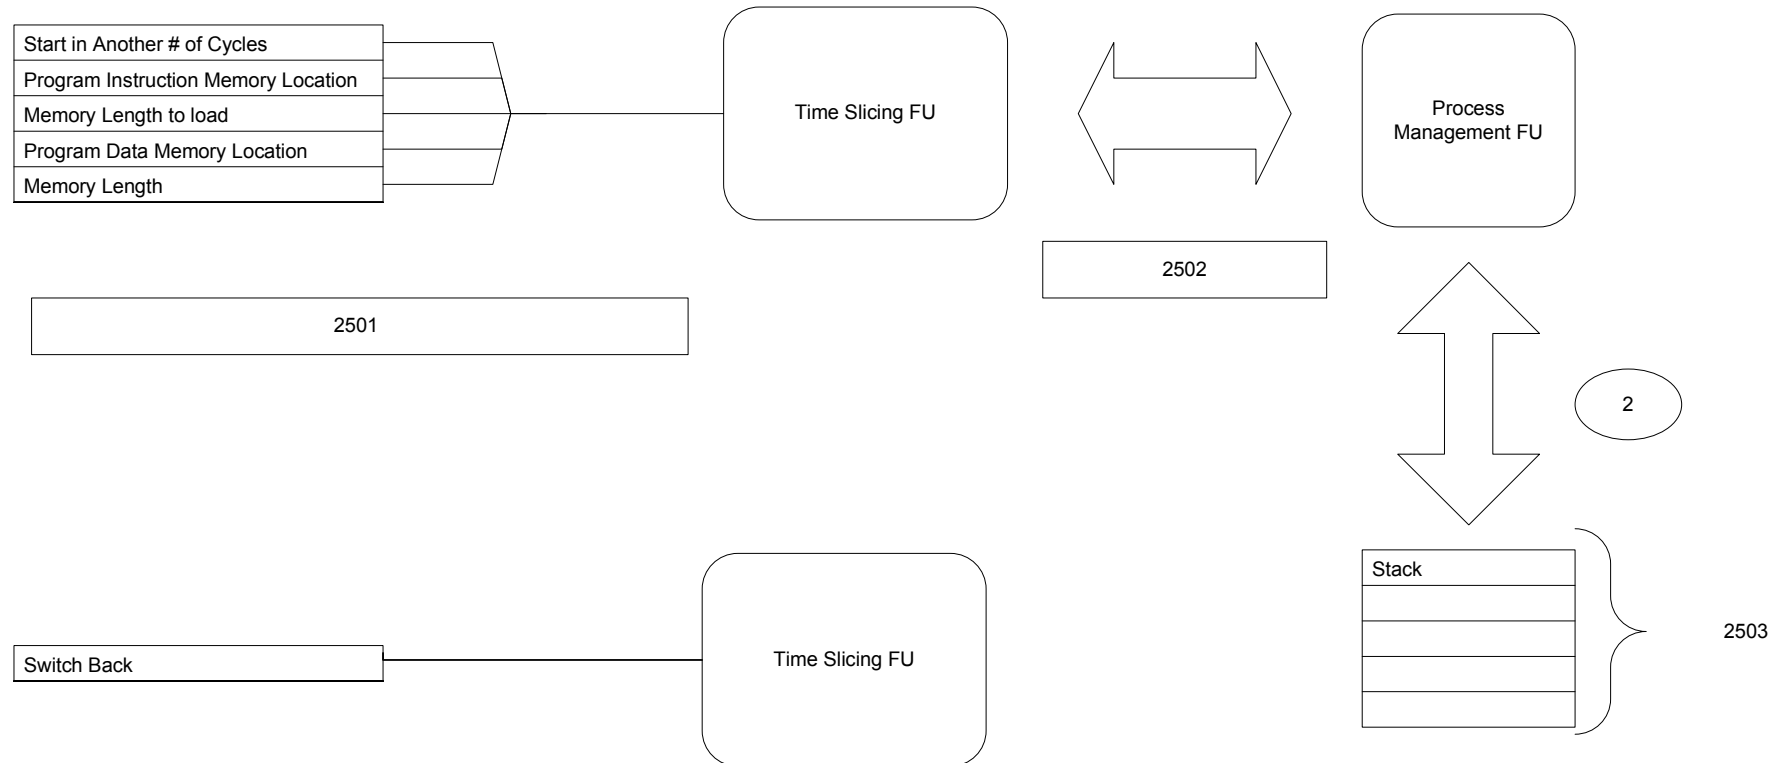 Start in Another # of Cycles
Program Instruction Memory Location
Memory Length to load
Program Data Memory Location
Memory Length
Time Slicing FU
Process
Management FU
2502
2501
2
Stack
2503
Switch Back
Time Slicing FU